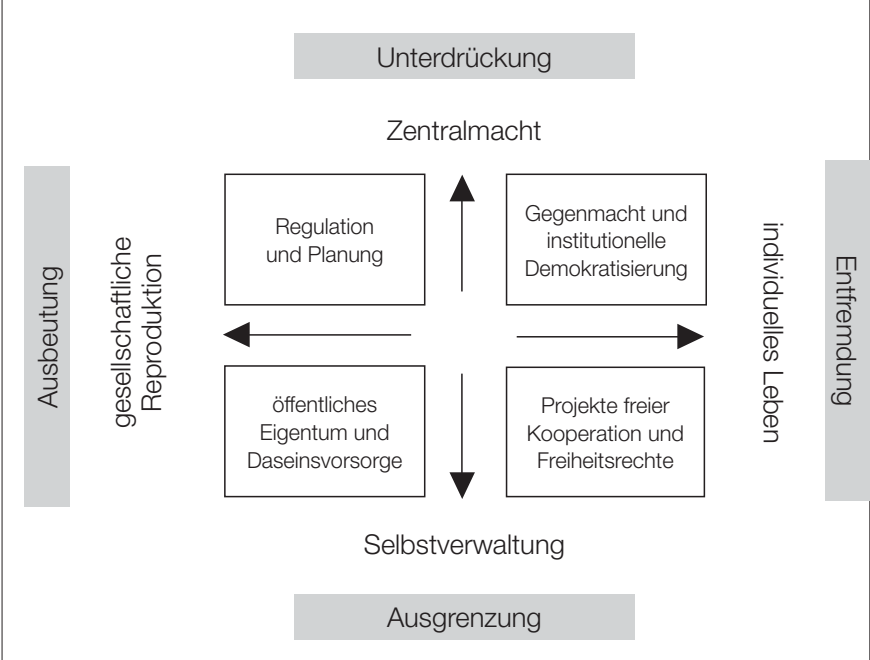 Unterdrückung
Zentralmacht
Ausbeutung
gesellschaftliche
Reproduktion
Regulation
und Planung
Gegenmacht und
institutionelle
Demokratisierung
individuelles Leben
Entfremdung
öffentliches
Eigentum und
Daseinsvorsorge
Projekte freier
Kooperation und
Freiheitsrechte
Selbstverwaltung
Ausgrenzung